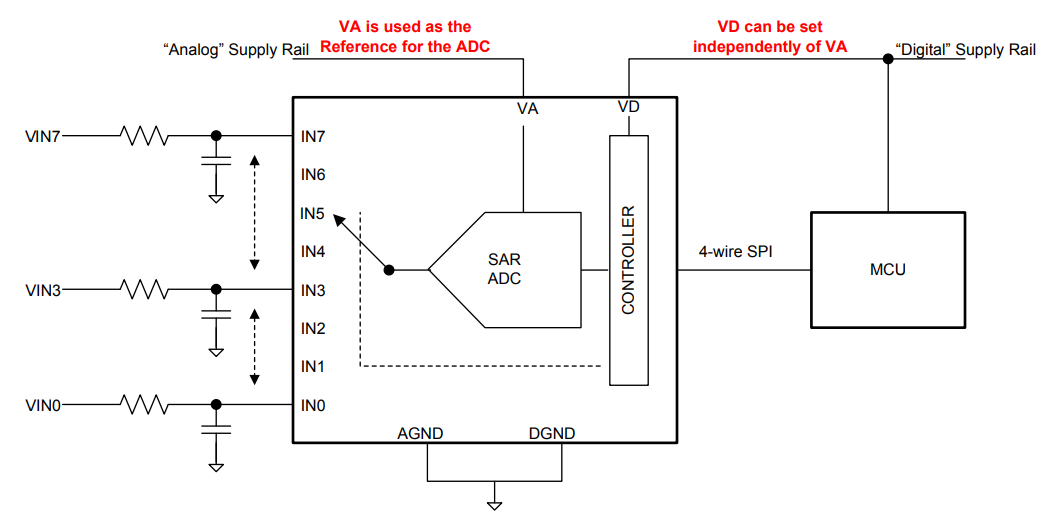 VA is used as the
Reference for the ADC
VD can be set
independently of VA
“Analog” Supply Rail
“Digital” Supply Rail
VA
VD
VIN7
IN7
IN6
IN5
IN4
VIN3
IN3
IN2
IN1
VIN0
IN0
SAR
ADC
CONTROLLER
4-wire SPI
MCU
AGND
DGND